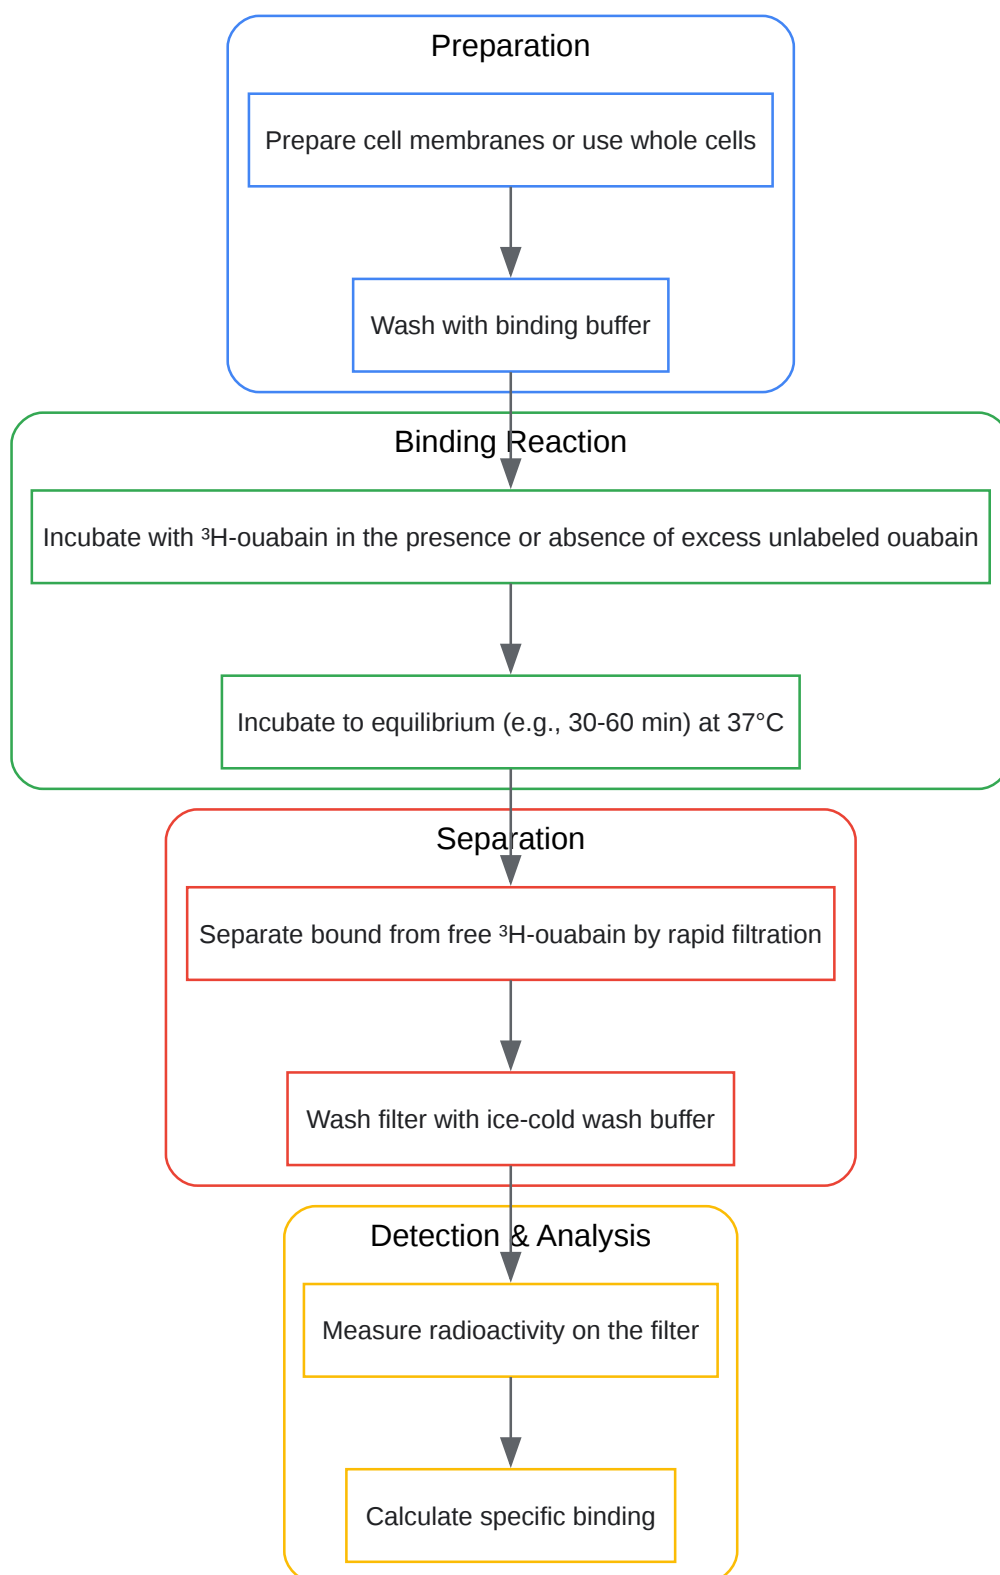 Preparation
Prepare cell membranes or use whole cells
Wash with binding buffer
Binding Reaction
Incubate with ³H-ouabain in the presence or absence of excess unlabeled ouabain
Incubate to equilibrium (e.g., 30-60 min) at 37°C
Separation
Separate bound from free ³H-ouabain by rapid filtration
Wash filter with ice-cold wash buffer
Detection & Analysis
Measure radioactivity on the filter
Calculate specific binding